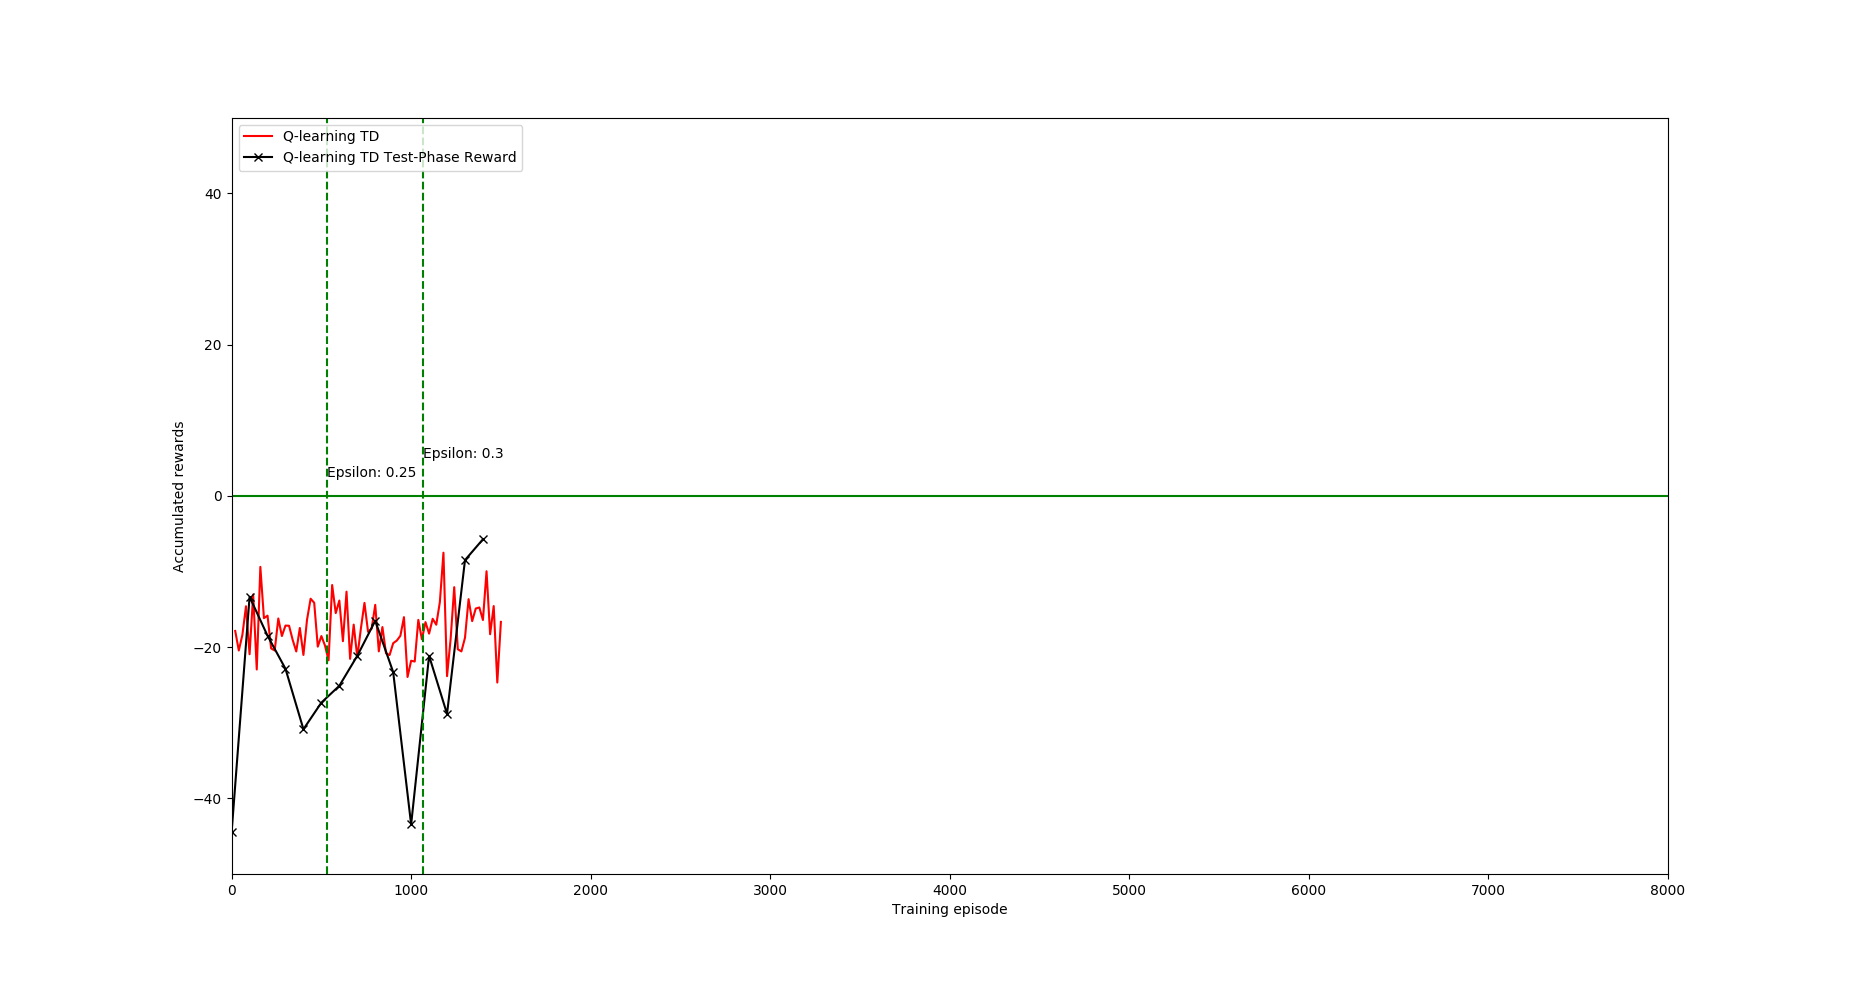 Q-learning TD
Q-learning TD Test-Phase Reward
40
20
0
−20
−40
Accumulated rewards
Epsilon: 0.3
Epsilon: 0.25
0 1000 2000 3000 4000 5000 6000 7000 8000
Training episode